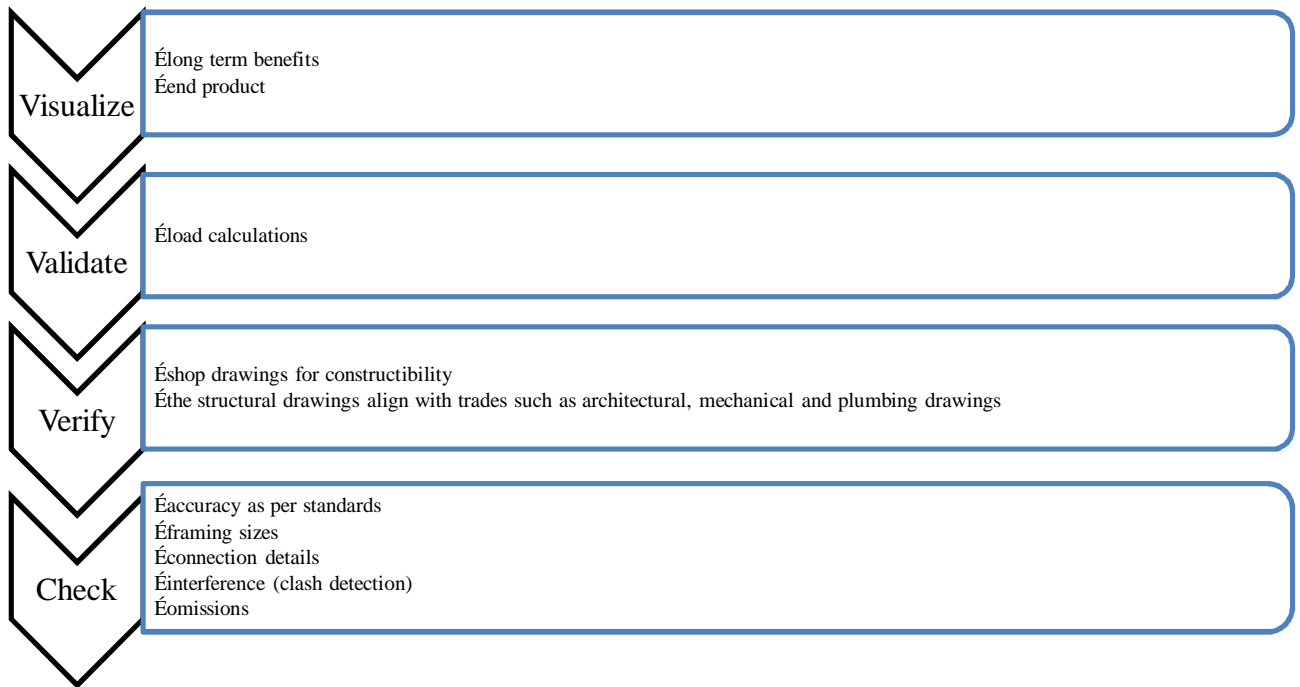 Visualize
Élong term benefits
Éend product
Validate
Éload calculations
Verify
Éshop drawings for constructibility
Éthe structural drawings align with trades such as architectural, mechanical and plumbing drawings
Check
Éaccuracy as per standards
Éframing sizes
Éconnection details
Éinterference (clash detection)
Éomissions